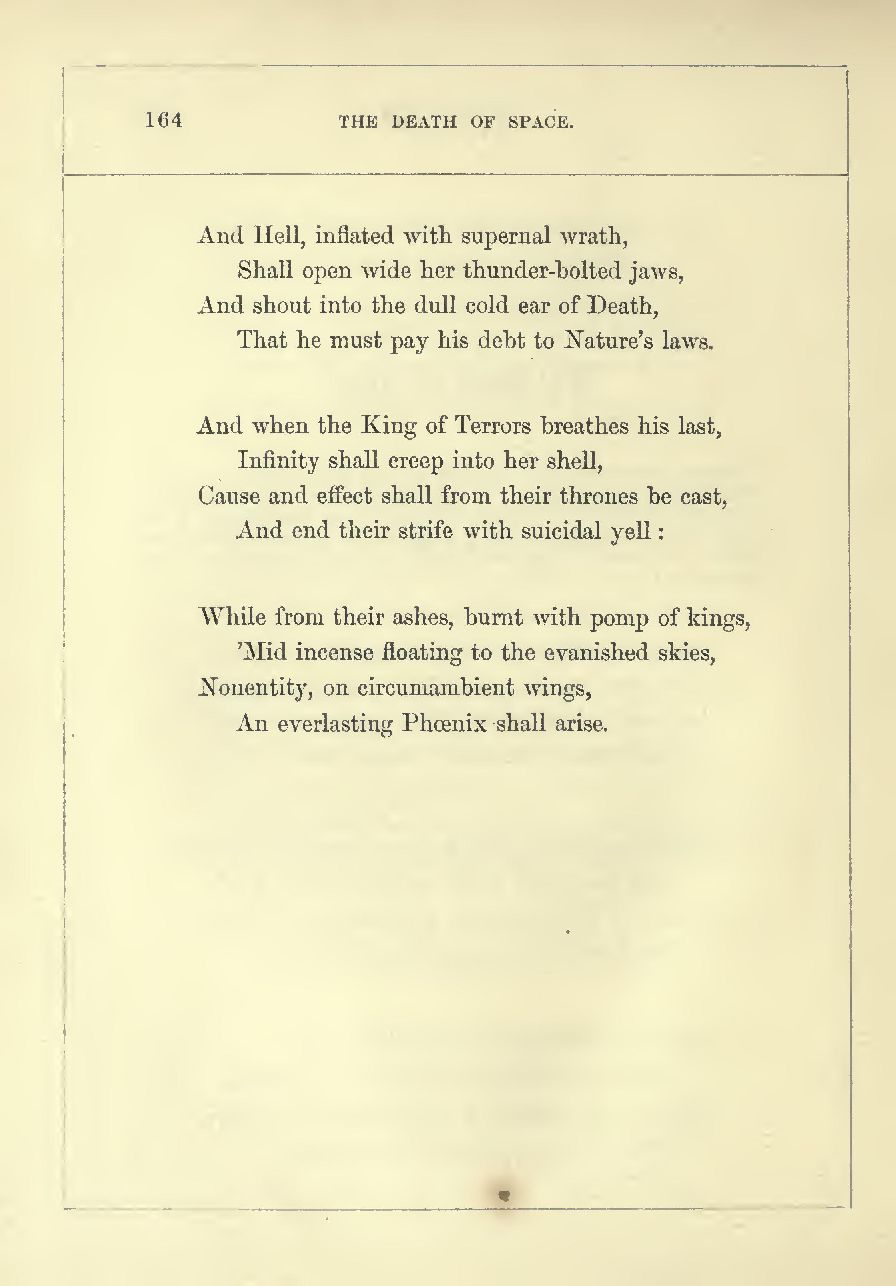 164 THE DEATH OF SPACE.
And Hell, inflated with supernal wrath,
Shall open wide her thunder-bolted jaws,
And shout into the dull cold ear of Death,
That he must pay his debt to Nature’s laws.
And when the King of Terrors breathes his last,
Infinity shall creep into her shell,
Cause and effect shall from their thrones be cast,
And end their strife with suicidal yell :
While from their ashes, burnt with pomp of kings,
’Mid incense floating to the evanished skies,
Nonentity, on circumambient wings,
An everlasting Phœnix shall arise.